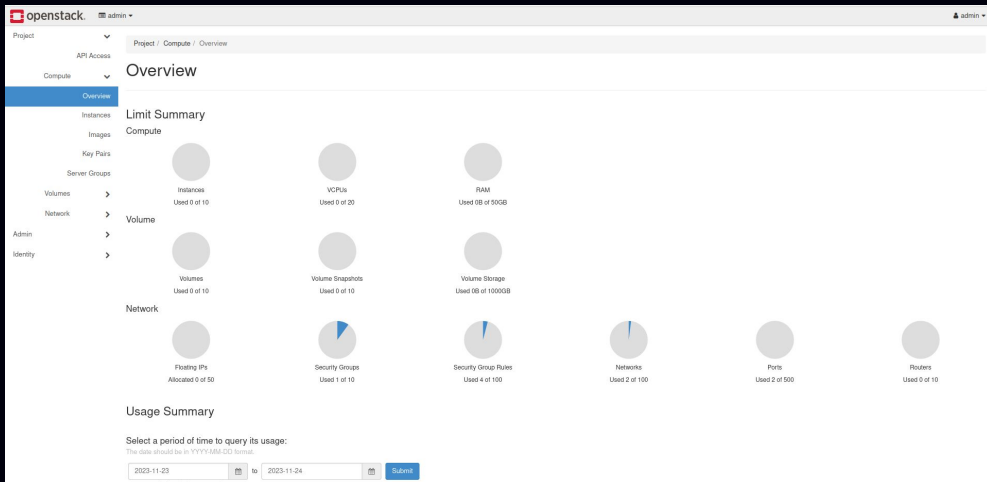 openstack. admin
admin
Project
API Access
Compute
Overview
Instances
Images
Key Pairs
Server Groups
Volumes
Network
Admin
Identity
Project / Compute / Overview
Overview
Limit Summary
Compute
Instances
Used 0 of 10
VCPUs
Used 0 of 20
RAM
Used 0B of 50GB
Volume
Volumes
Used 0 of 10
Volume Snapshots
Used 0 of 10
Volume Storage
Used 0B of 1000GB
Network
Floating IPs
Allocated 0 of 50
Security Groups
Used 1 of 10
Security Group Rules
Used 4 of 100
Networks
Used 2 of 100
Ports
Used 2 of 500
Routers
Used 0 of 10
Usage Summary
Select a period of time to query its usage:
The date should be in YYYY-MM-DD format.
2023-11-23 to 2023-11-24 Submit